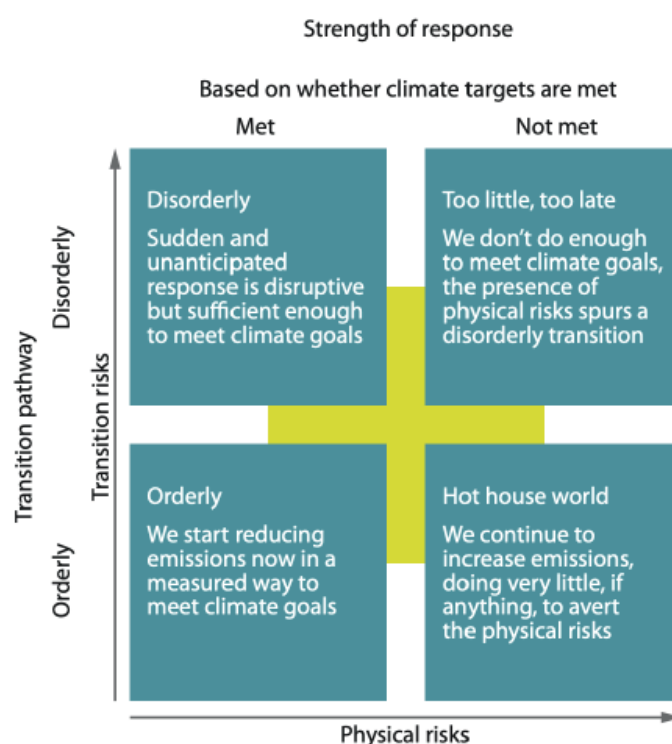 Strength of response
Based on whether climate targets are met
Met
Not met
Transition pathway
Disorderly
Orderly
Transition risks
Disorderly
Sudden and
unanticipated
response is disruptive
but sufficient enough
to meet climate goals
Too little, too late
We don’t do enough
to meet climate goals,
the presence of
physical risks spurs a
disorderly transition
Orderly
We start reducing
emissions now in a
measured way to
meet climate goals
Hot house world
We continue to
increase emissions,
doing very little, if
anything, to avert
the physical risks
Physical risks